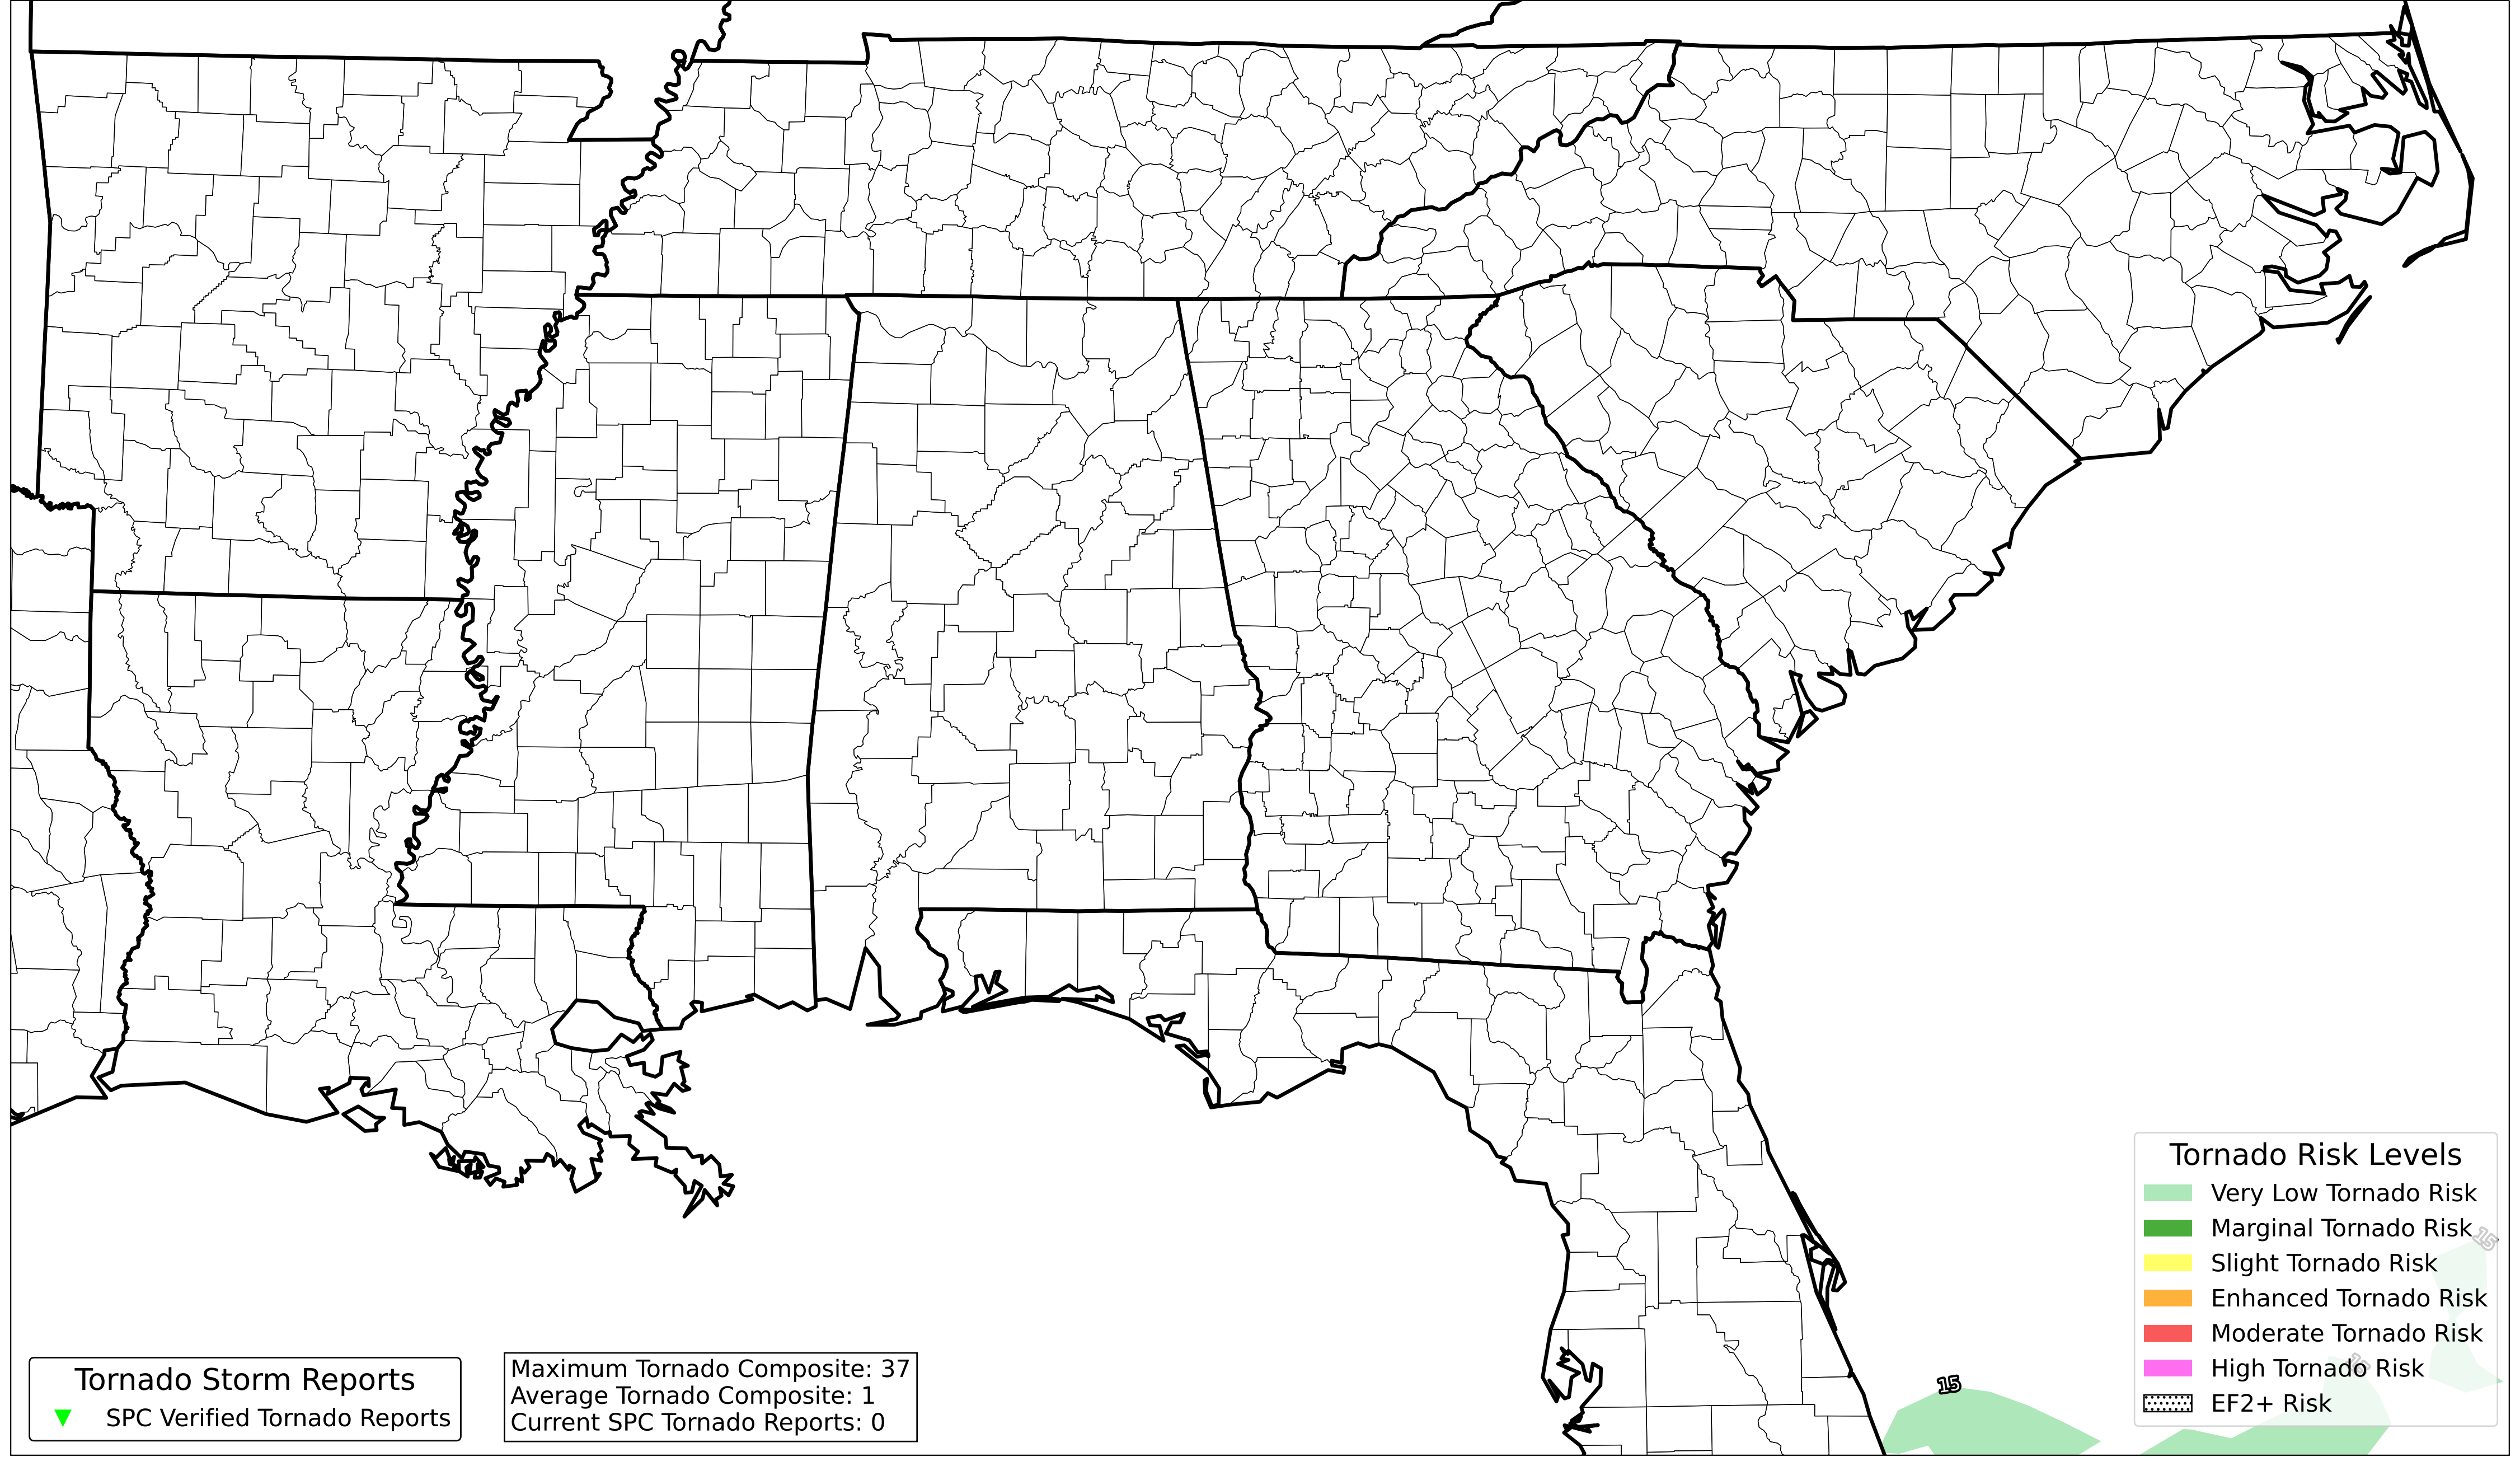 Tornado Risk Levels
Very Low Tornado Risk
Marginal Tornado Risk
15
Slight Tornado Risk
Enhanced Tornado Risk
Moderate Tornado Risk
High Tornado Risk
15
EF2+ Risk
15
Tornado Storm Reports
SPC Verified Tornado Reports
Maximum Tornado Composite: 37
Average Tornado Composite: 1
Current SPC Tornado Reports: 0